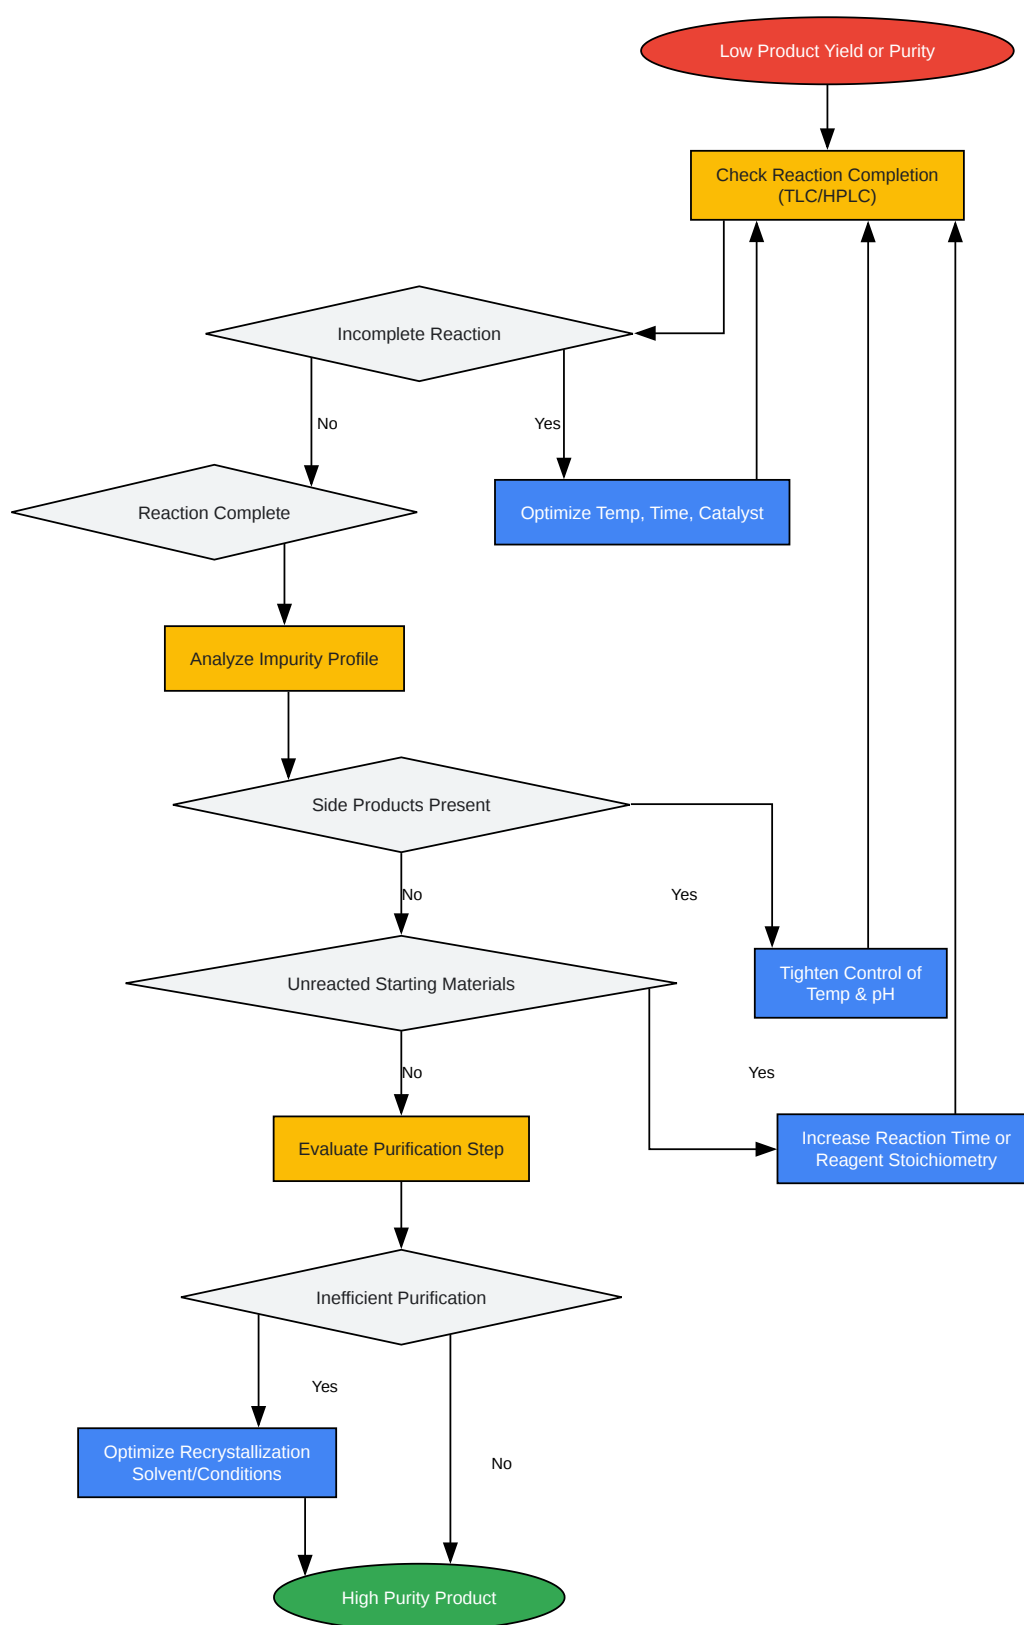 Low Product Yield or Purity
Check Reaction Completion
(TLC/HPLC)
Incomplete Reaction
No
Yes
Reaction Complete
Optimize Temp, Time, Catalyst
Analyze Impurity Profile
Side Products Present
No
Yes
Unreacted Starting Materials
Tighten Control of
Temp & pH
No
Yes
Evaluate Purification Step
Increase Reaction Time or
Reagent Stoichiometry
Inefficient Purification
Yes
Optimize Recrystallization
Solvent/Conditions
No
High Purity Product